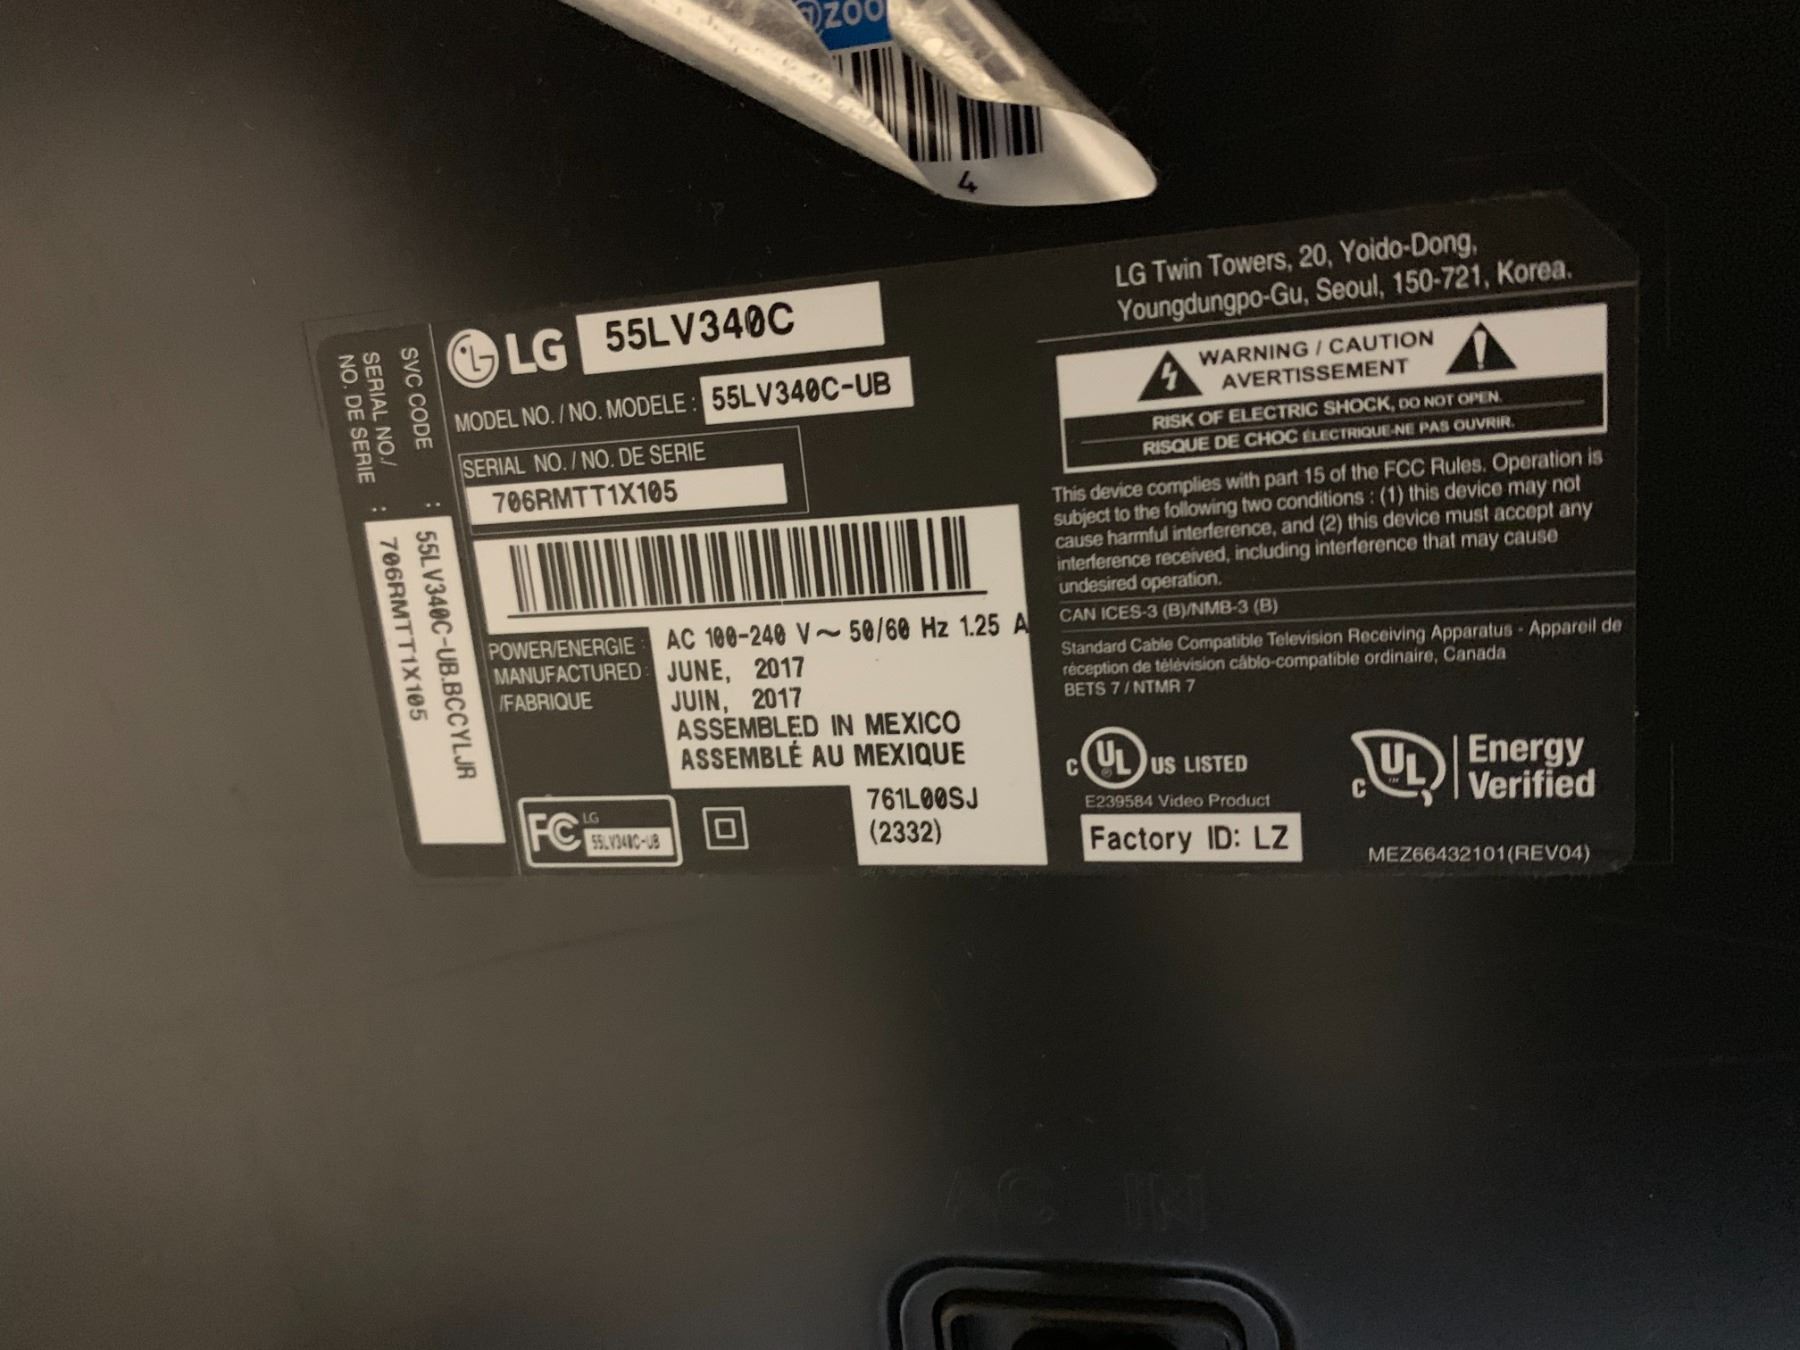 @ZOO
4
LG 55LV340C
MODEL NO. / NO. MODELE : 55LV340C-UB
SERIAL NO. / NO. DE SERIE
706RMTT1X105
POWER/ENERGIE : AC 100-240 V～ 50/60 Hz 1.25 A
MANUFACTURED : JUNE, 2017
/FABRIQUE JUIN, 2017
ASSEMBLED IN MEXICO
ASSEMBLÉ AU MEXIQUE
761L00SJ
(2332)
FC LG
55LV340C-UB
SVC CODE : 55LV340C-UB.BCCYLJR
SERIAL NO./
NO. DE SERIE : 706RMTT1X105
LG Twin Towers, 20, Yoido-Dong,
Youngdungpo-Gu, Seoul, 150-721, Korea.
WARNING / CAUTION
AVERTISSEMENT
RISK OF ELECTRIC SHOCK, DO NOT OPEN.
RISQUE DE CHOC ÉLECTRIQUE-NE PAS OUVRIR.
This device complies with part 15 of the FCC Rules. Operation is
subject to the following two conditions : (1) this device may not
cause harmful interference, and (2) this device must accept any
interference received, including interference that may cause
undesired operation.
CAN ICES-3 (B)/NMB-3 (B)
Standard Cable Compatible Television Receiving Apparatus - Appareil de
réception de télévision câblo-compatible ordinaire, Canada
BETS 7 / NTMR 7
C UL US LISTED
E239584 Video Product
Factory ID: LZ
C UL Energy
Verified
MEZ66432101(REV04)
AC IN